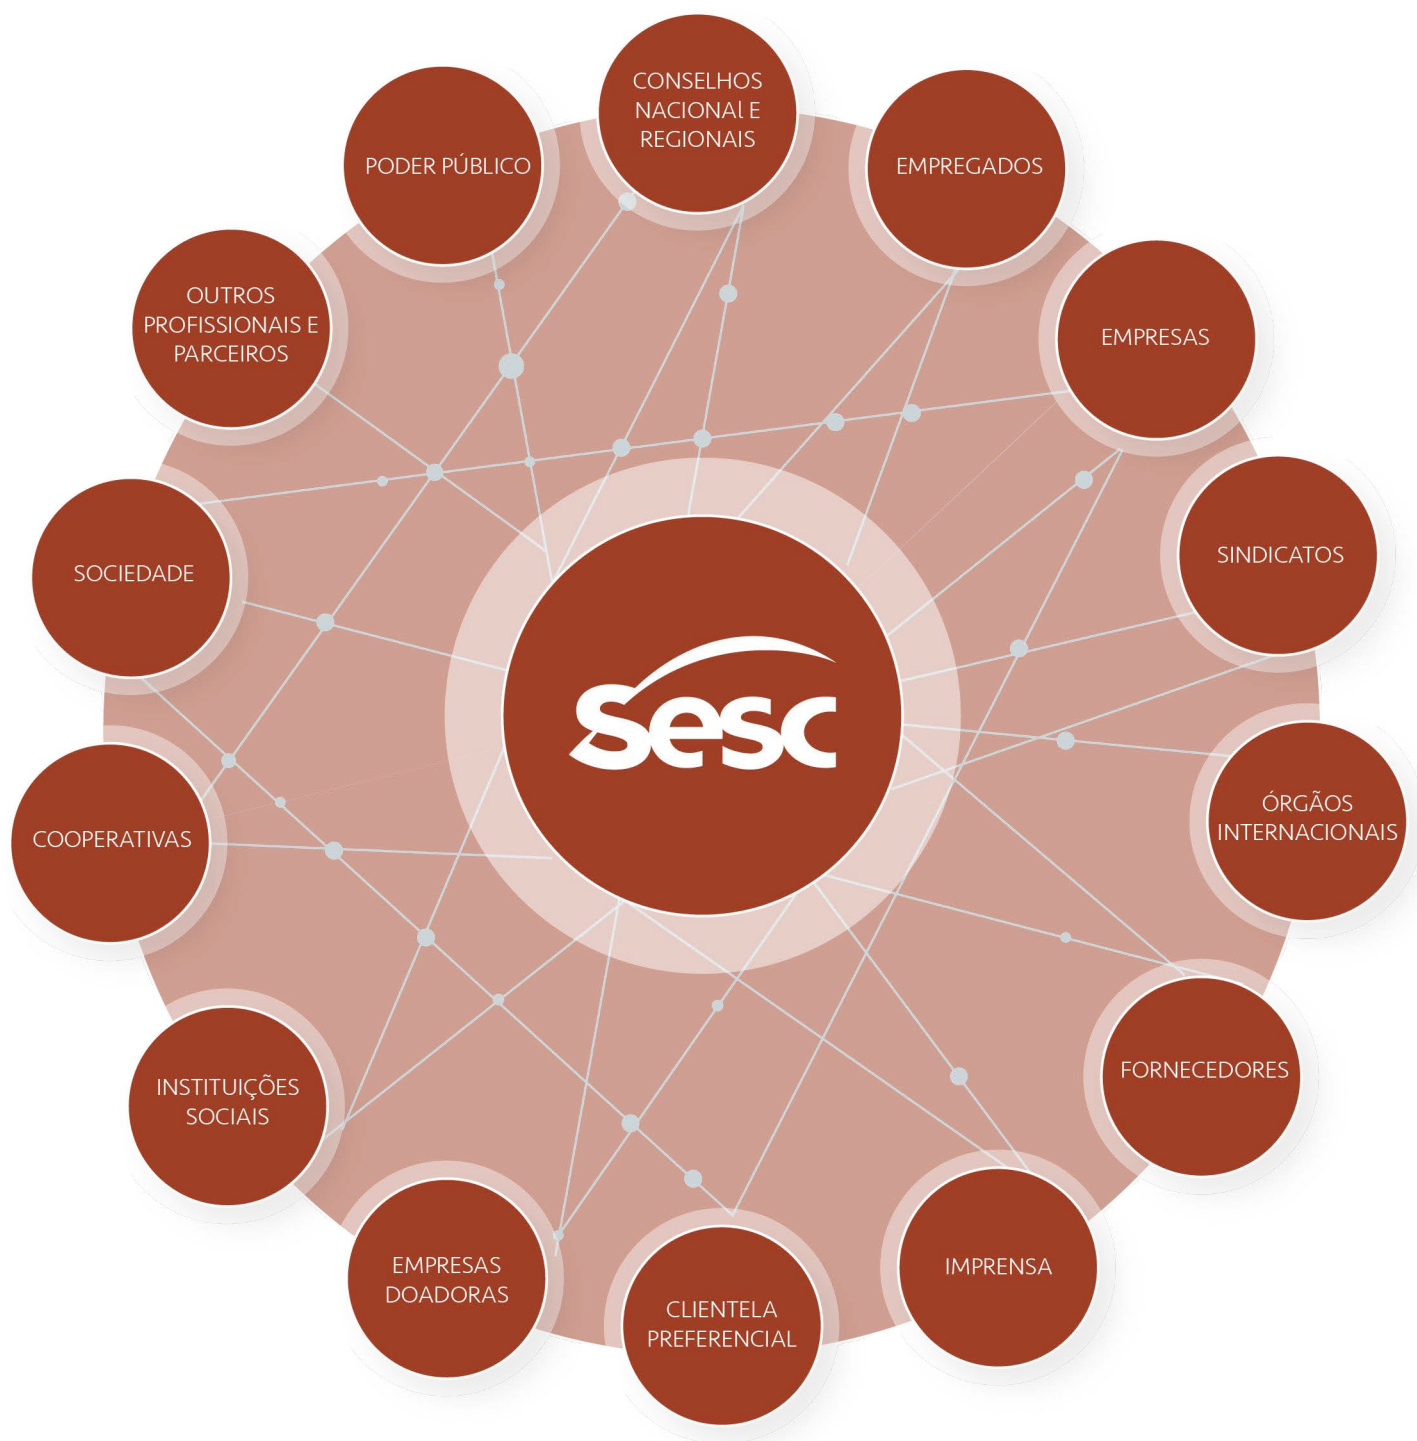 CONSELHOS
NACIONAl E
REGIONAIS
EMPREGADOS
EMPRESAS
SINDICATOS
ÓRGÃOS
INTERNACIONAIS
FORNECEDORES
IMPRENSA
CLIENTELA
PREFERENCIAL
EMPRESAS
DOADORAS
INSTITUIÇÕES
SOCIAIS
COOPERATIVAS
SOCIEDADE
OUTROS
PROFISSIONAIS E
PARCEIROS
PODER PÚBLICO
Sesc